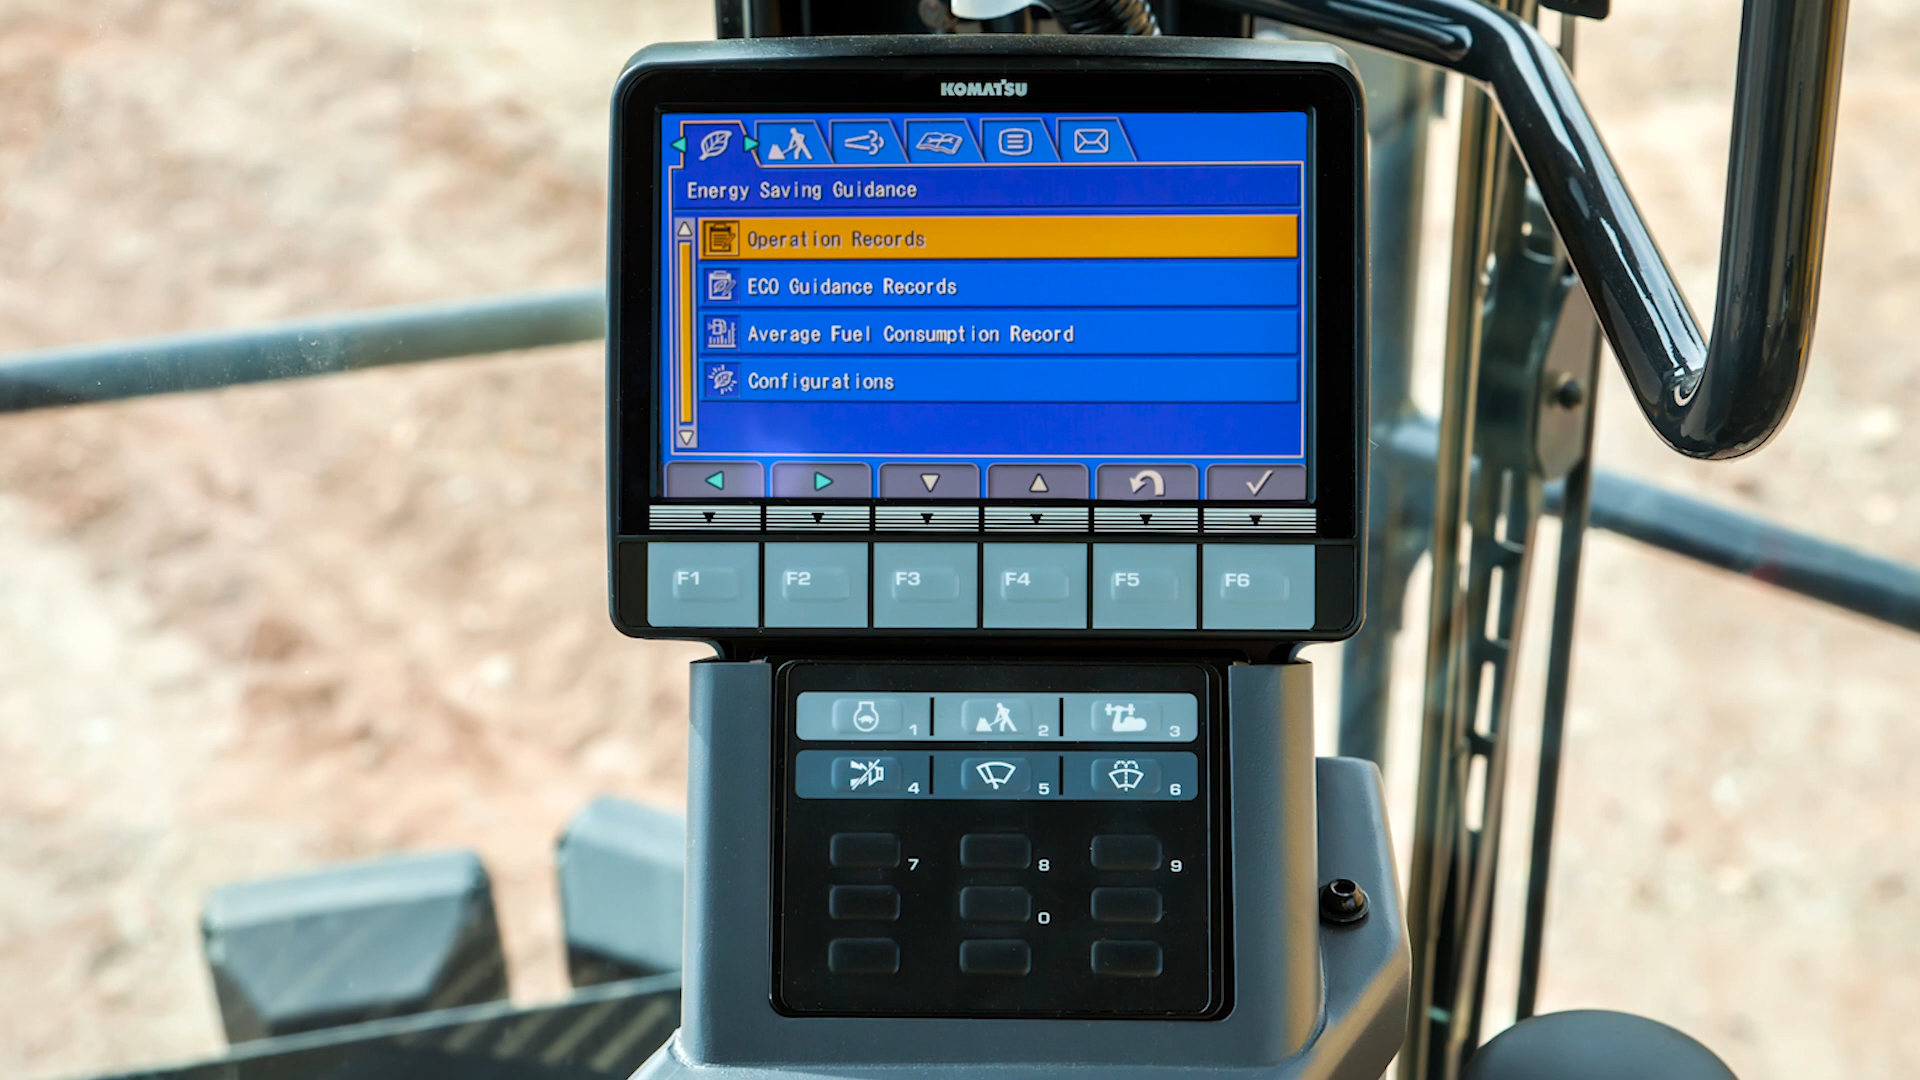 KOMATSU
Energy Saving Guidance
Operation Records
ECO Guidance Records
Average Fuel Consumption Record
Configurations
F1 F2 F3 F4 F5 F6
1 2 3
4 5 6
7 8 9
0